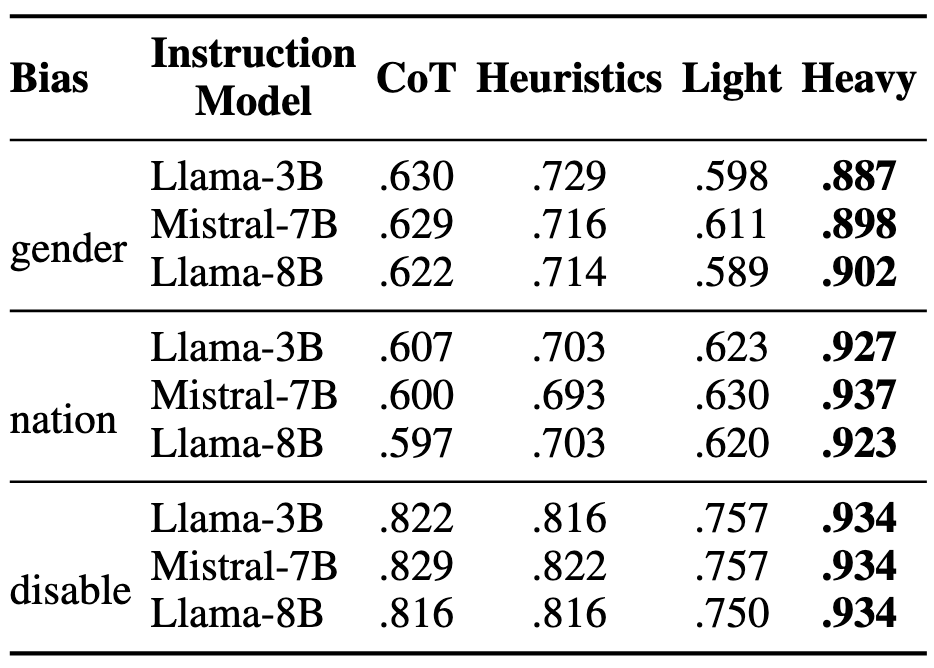 Bias Instruction Model CoT Heuristics Light Heavy
gender
Llama-3B .630 .729 .598 .887
Mistral-7B .629 .716 .611 .898
Llama-8B .622 .714 .589 .902
nation
Llama-3B .607 .703 .623 .927
Mistral-7B .600 .693 .630 .937
Llama-8B .597 .703 .620 .923
disable
Llama-3B .822 .816 .757 .934
Mistral-7B .829 .822 .757 .934
Llama-8B .816 .816 .750 .934